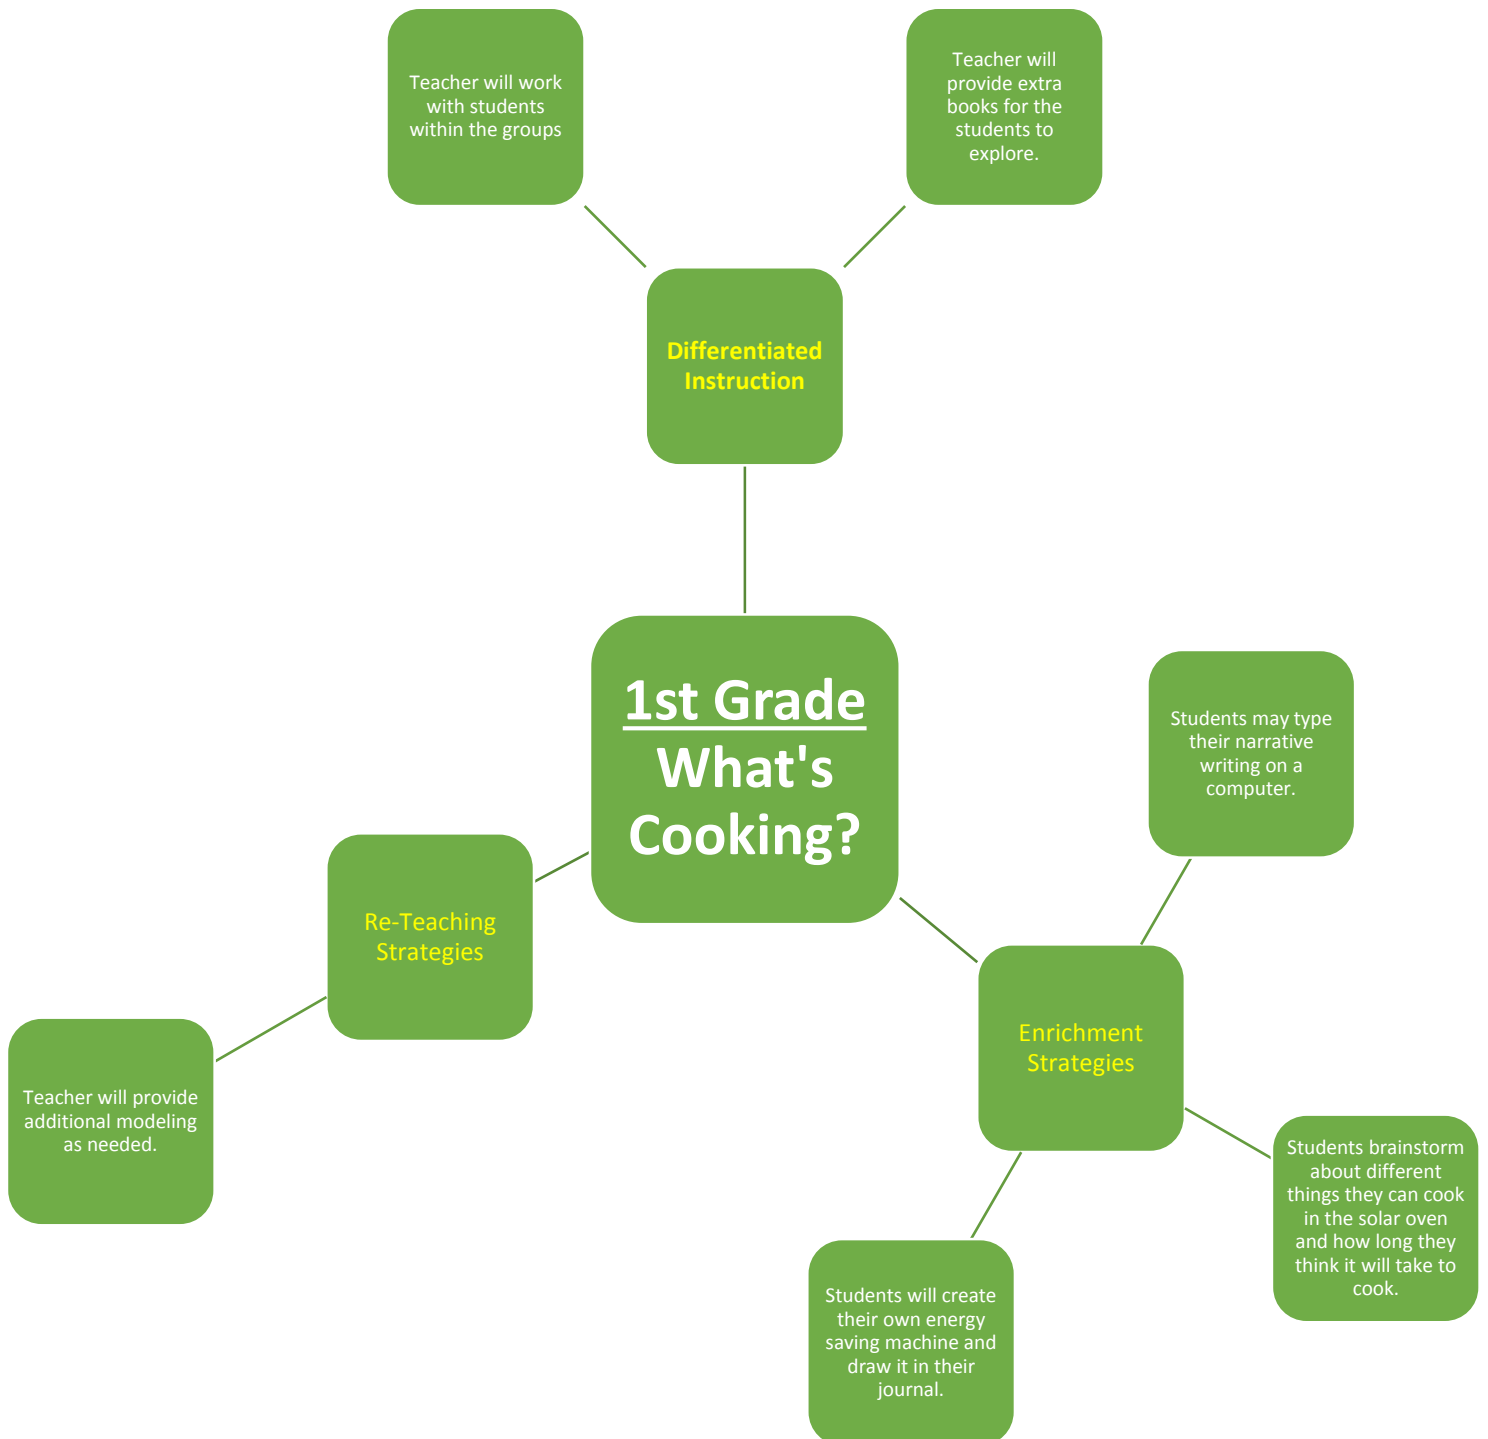 Teacher will work
with students
within the groups
Teacher will
provide extra
books for the
students to
explore.
Differentiated
Instruction
1st Grade
What's
Cooking?
Students may type
their narrative
writing on a
computer.
Re-Teaching
Strategies
Enrichment
Strategies
Teacher will provide
additional modeling
as needed.
Students brainstorm
about different
things they can cook
in the solar oven
and how long they
think it will take to
cook.
Students will create
their own energy
saving machine and
draw it in their
journal.